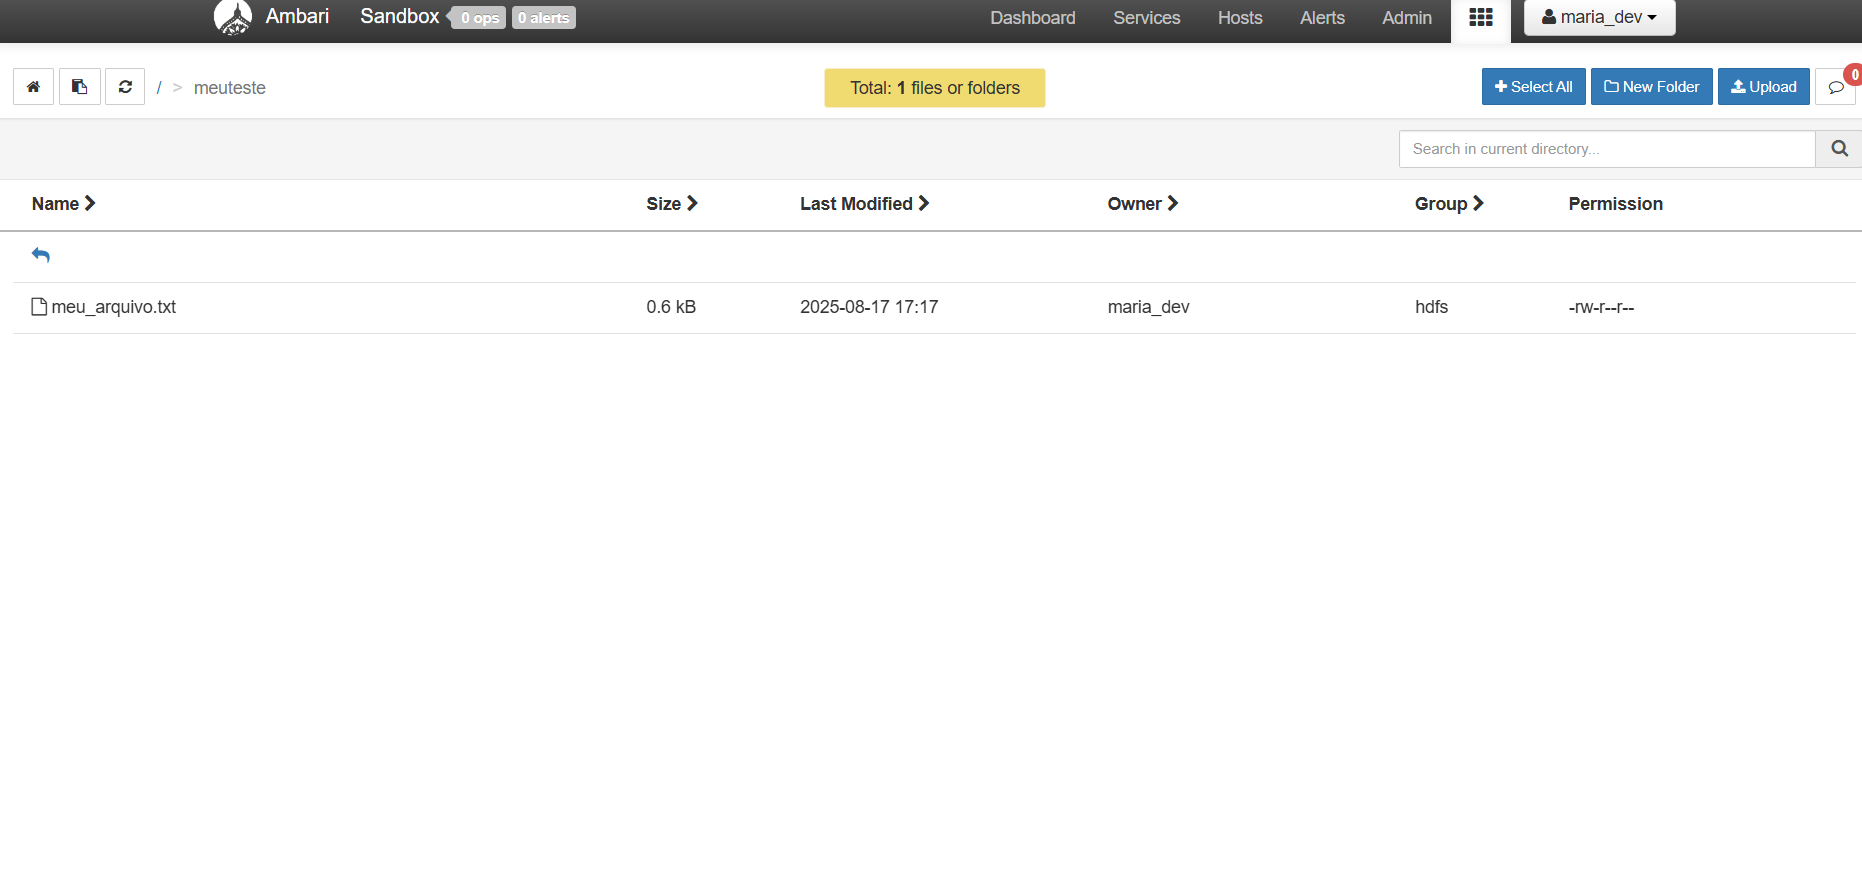 Ambari Sandbox 0 ops 0 alerts Dashboard Services Hosts Alerts Admin maria_dev
/ > meuteste Total: 1 files or folders Select All New Folder Upload 0
Search in current directory...
Name Size Last Modified Owner Group Permission
meu_arquivo.txt 0.6 kB 2025-08-17 17:17 maria_dev hdfs -rw-r--r--